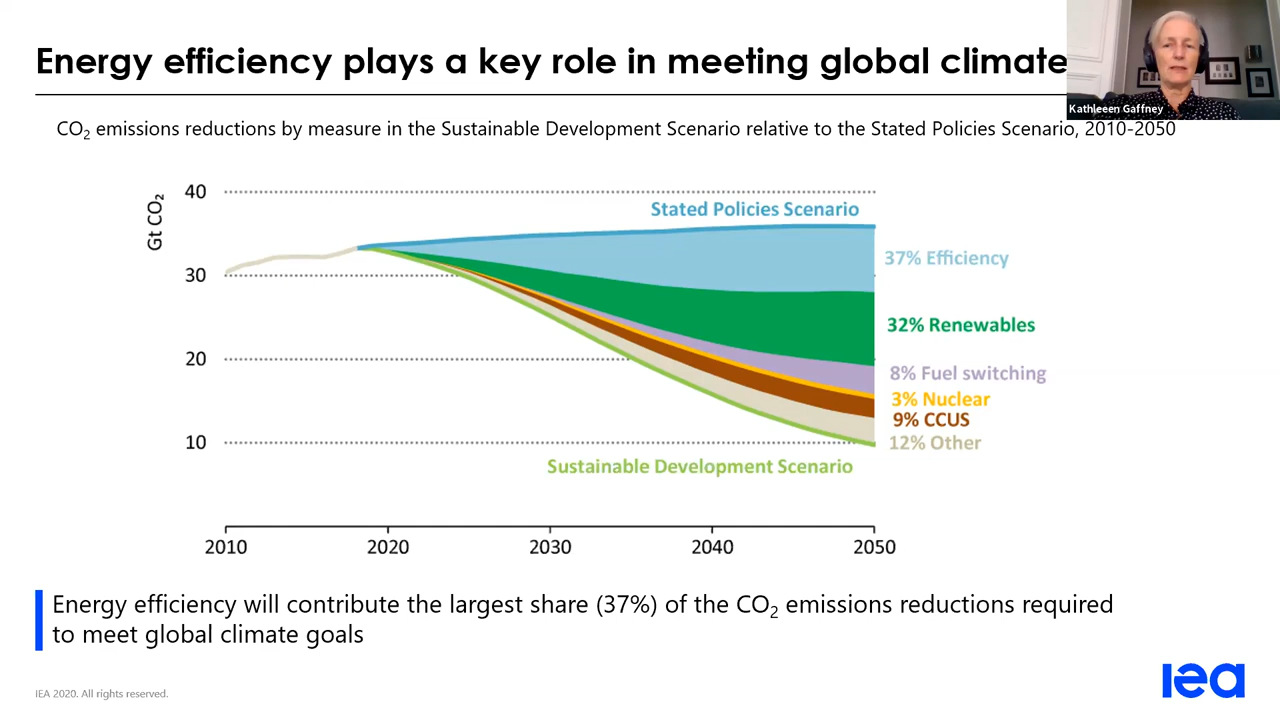 Energy efficiency plays a key role in meeting global climate
Kathleeen Gaffney
CO₂ emissions reductions by measure in the Sustainable Development Scenario relative to the Stated Policies Scenario, 2010-2050
Gt CO₂
40
30
20
10
Stated Policies Scenario
37% Efficiency
32% Renewables
8% Fuel switching
3% Nuclear
9% CCUS
12% Other
Sustainable Development Scenario
2010 2020 2030 2040 2050
Energy efficiency will contribute the largest share (37%) of the CO₂ emissions reductions required
to meet global climate goals
IEA 2020. All rights reserved.
iea